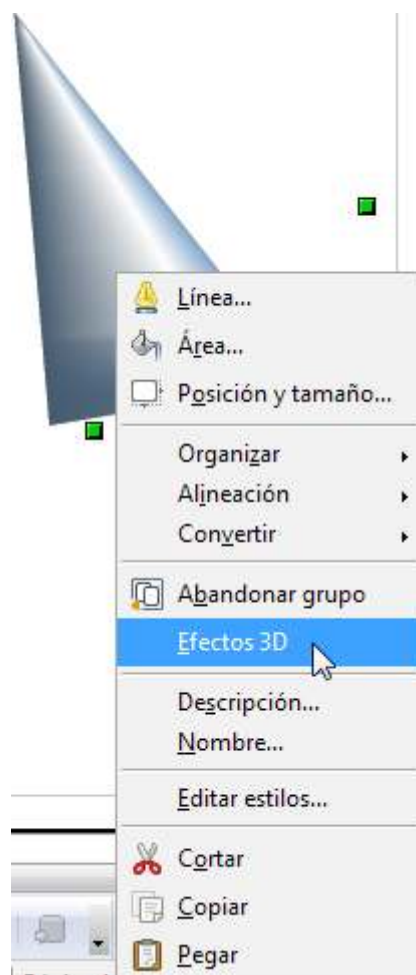 Línea...
Área...
Posición y tamaño...
Organizar
Alineación
Convertir
Abandonar grupo
Efectos 3D
Descripción...
Nombre...
Editar estilos...
Cortar
Copiar
Pegar